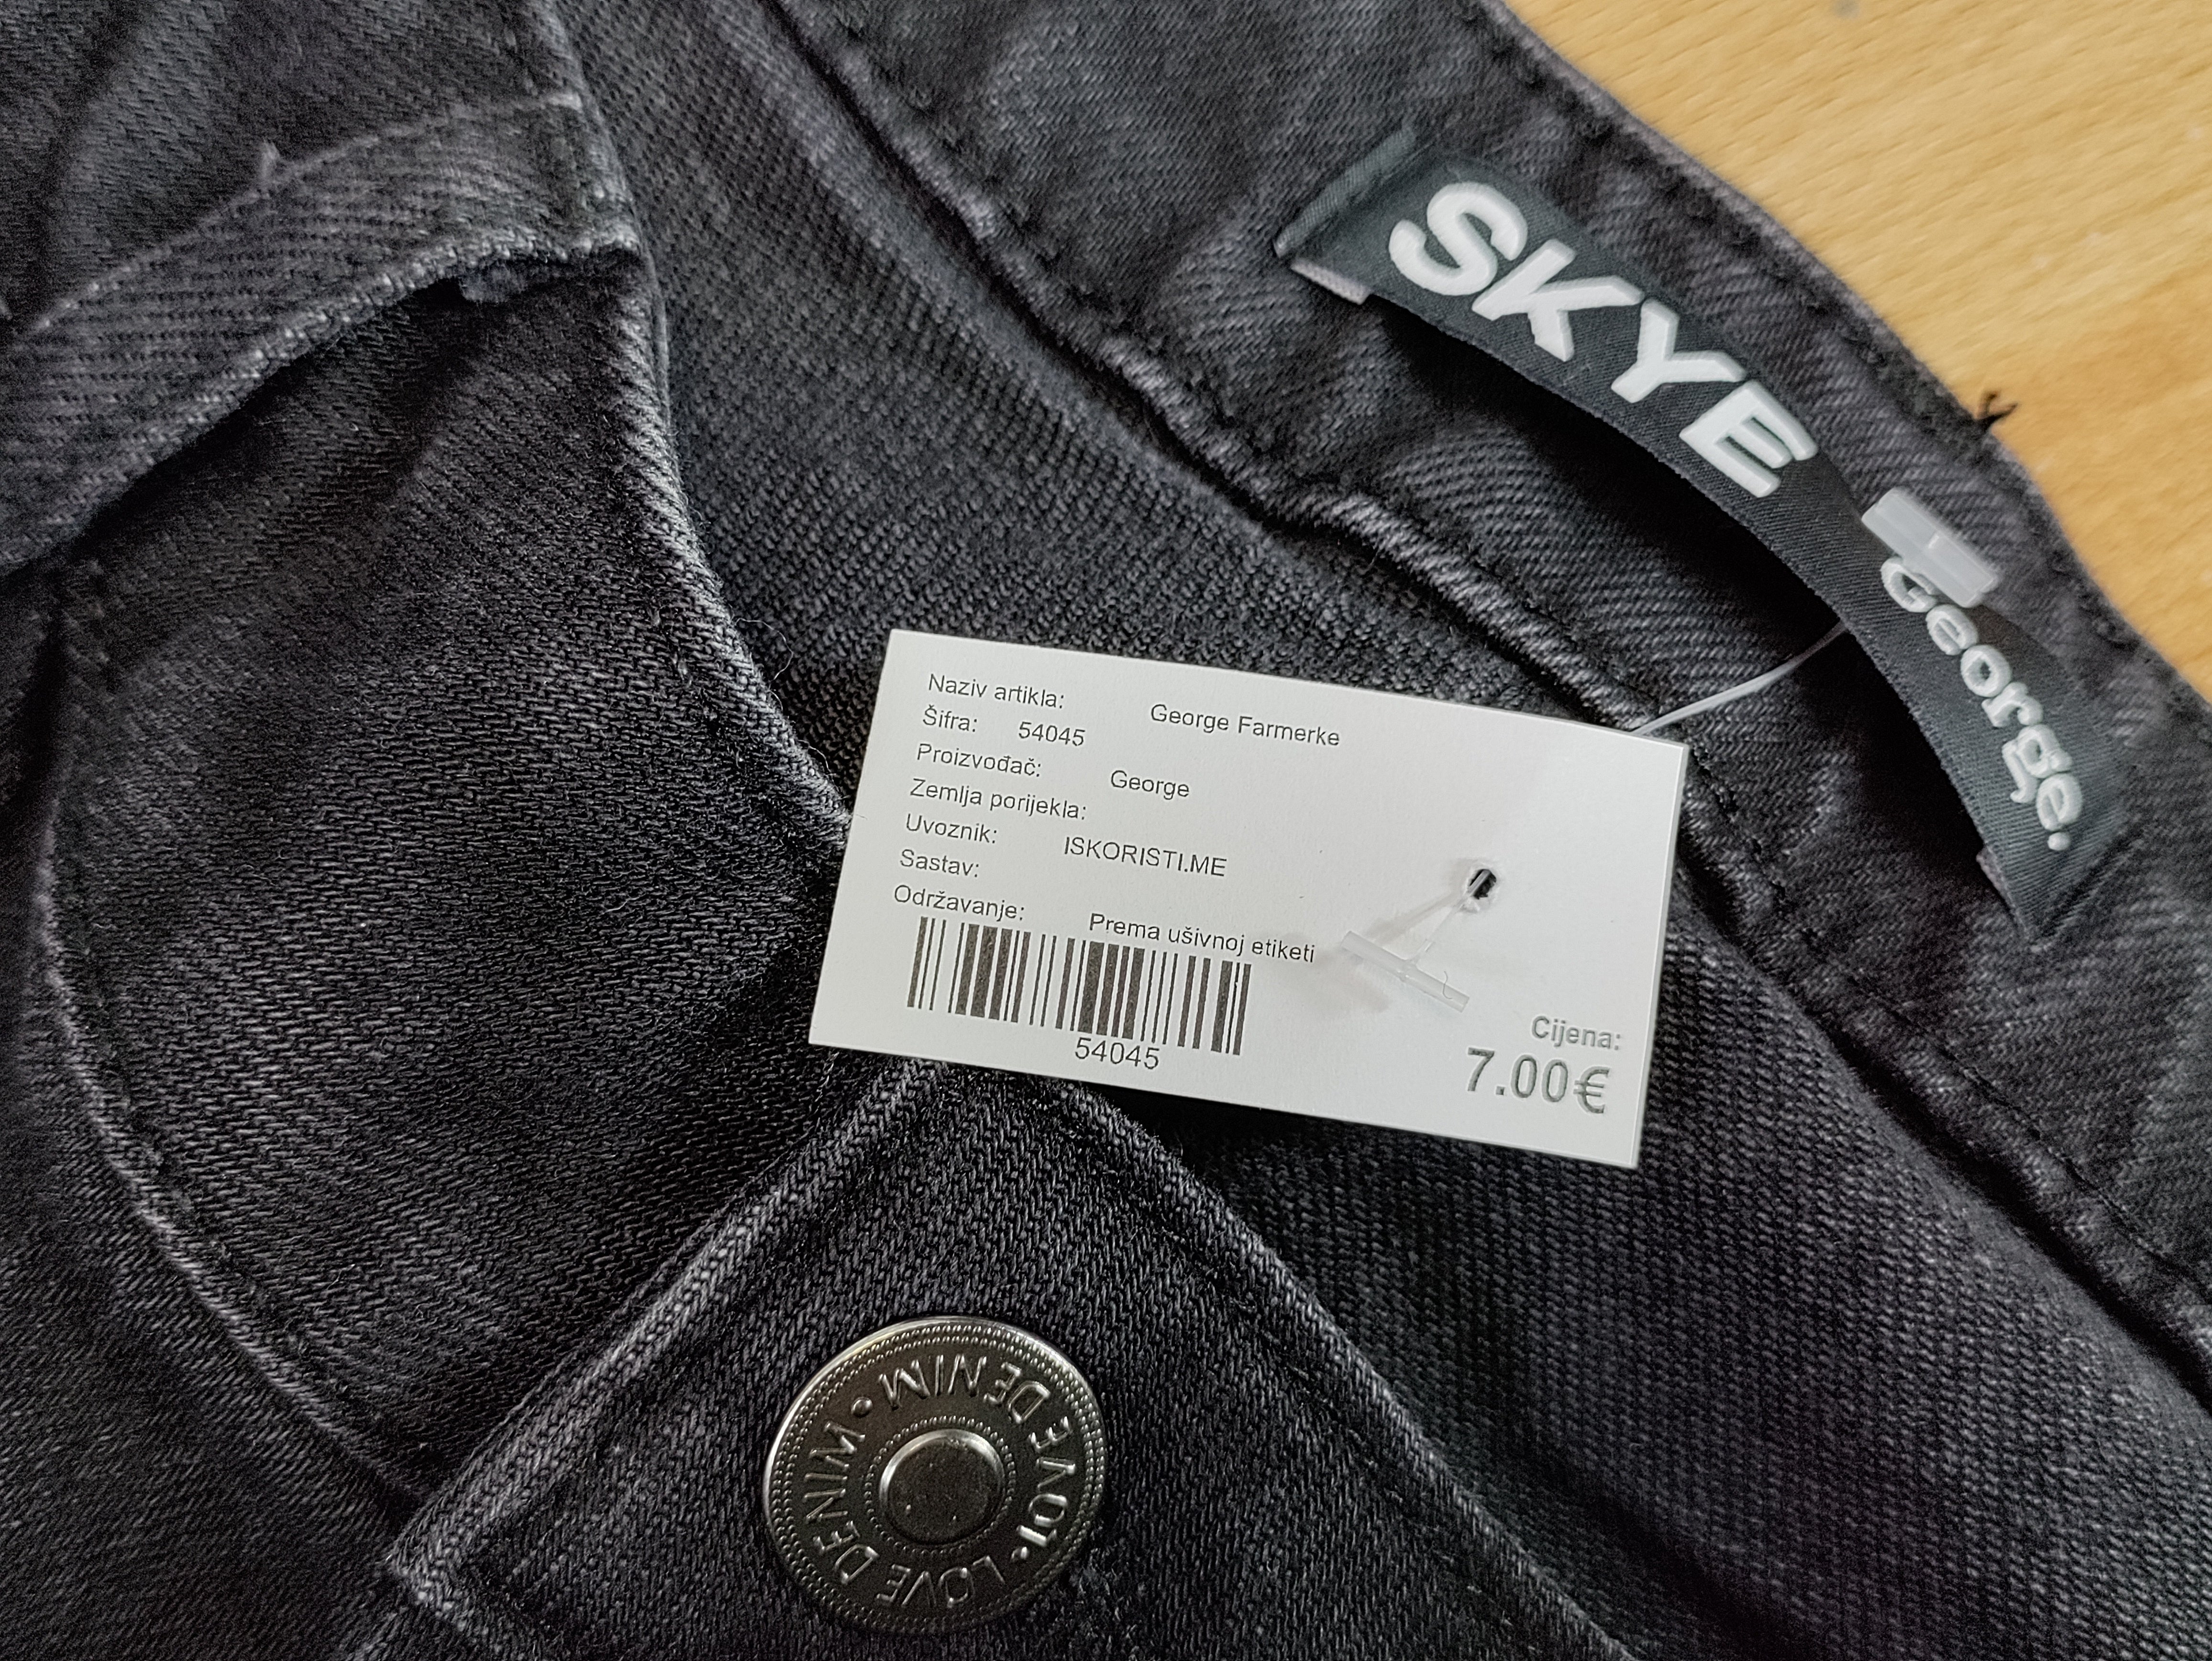 SKYE
George.
Naziv artikla: George Farmerke
Šifra: 54045
Proizvođač: George
Zemlja porijekla:
Uvoznik: ISKORISTI.ME
Sastav:
Održavanje: Prema ušivnoj etiketi
54045
Cijena:
7.00€
LOVE DENIM • LOVE DENIM •